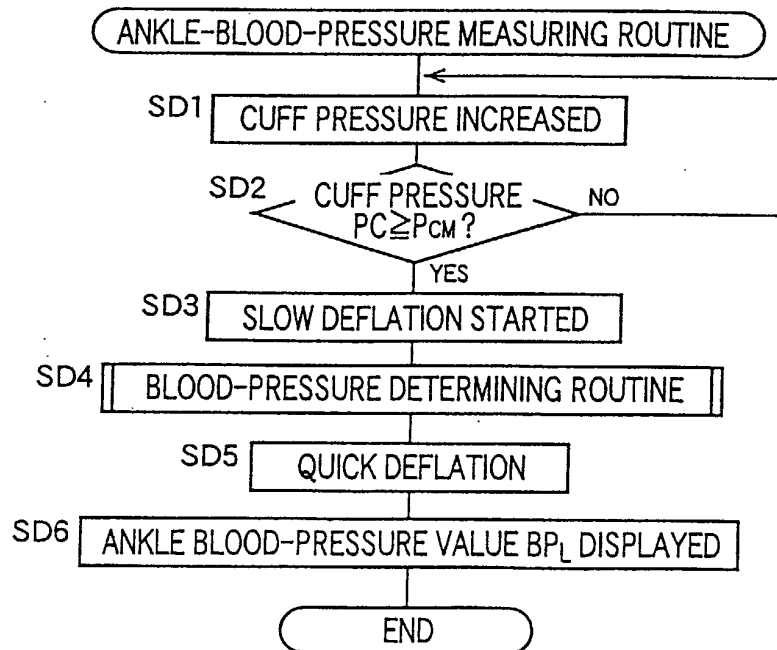 ANKLE-BLOOD-PRESSURE MEASURING ROUTINE
SD1
CUFF PRESSURE INCREASED
SD2
CUFF PRESSURE
PC≧PCM?
NO
YES
SD3
SLOW DEFLATION STARTED
SD4
BLOOD-PRESSURE DETERMINING ROUTINE
SD5
QUICK DEFLATION
SD6
ANKLE BLOOD-PRESSURE VALUE BPL DISPLAYED
END